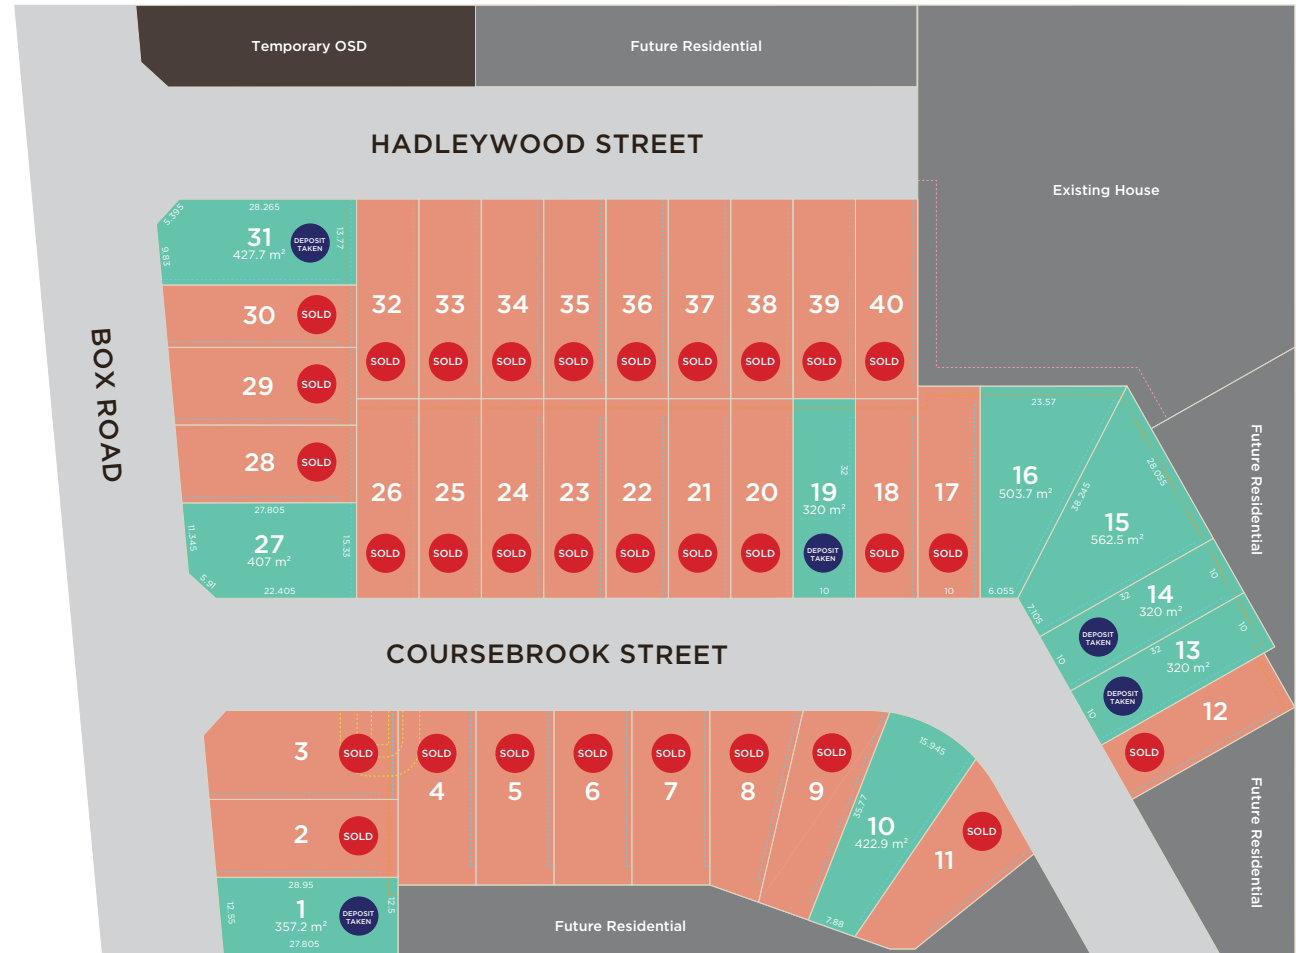 Temporary OSD
Future Residential
HADLEYWOOD STREET
Existing House
BOX ROAD
5.395
28.265
31
427.7 m²
DEPOSIT
TAKEN
13.77
9.83
30
SOLD
29
SOLD
28
SOLD
27.805
27
407 m²
11.345
15.33
5.91
22.405
32
SOLD
33
SOLD
34
SOLD
35
SOLD
36
SOLD
37
SOLD
38
SOLD
39
SOLD
40
SOLD
26
SOLD
25
SOLD
24
SOLD
23
SOLD
22
SOLD
21
SOLD
20
SOLD
32
19
320 m²
DEPOSIT
TAKEN
10
18
SOLD
17
SOLD
10
23.57
16
503.7 m²
38.245
6.055
28.055
15
562.5 m²
7.105
32
14
320 m²
10
DEPOSIT
TAKEN
10
32
13
320 m²
10
DEPOSIT
TAKEN
10
12
SOLD
Future Residential
Future Residential
COURSEBROOK STREET
3
SOLD
2
SOLD
28.95
1
357.2 m²
DEPOSIT
TAKEN
12.55
12.5
27.805
SOLD
4
SOLD
5
SOLD
6
SOLD
7
SOLD
8
SOLD
9
15.945
35.77
10
422.9 m²
7.88
SOLD
11
Future Residential